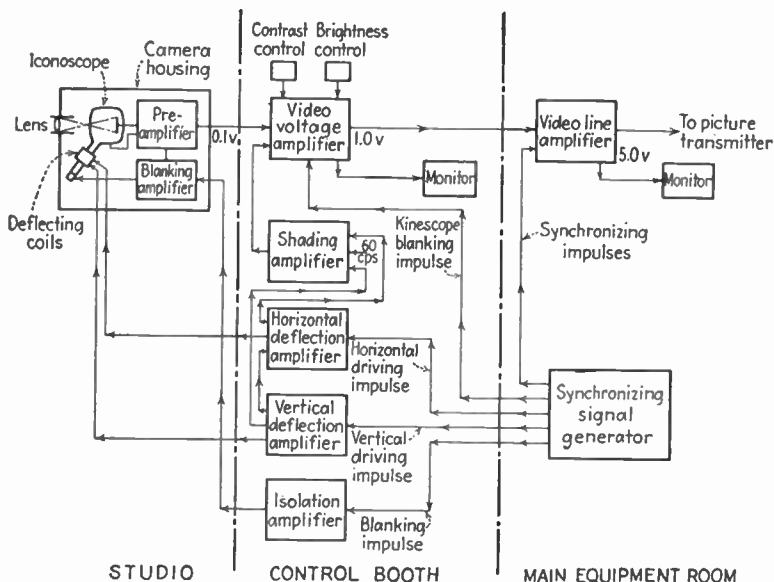 Iconoscope
Camera
housing
Lens
Pre-
amplifier
0.1v
Blanking
amplifier
Deflecting
coils
Contrast
control
Brightness
control
Video
voltage
amplifier
1.0 v
Monitor
Shading
amplifier
60
cps
Kinescope
blanking
impulse
Horizontal
deflection
amplifier
Horizontal
driving
impulse
Vertical
deflection
amplifier
Vertical
driving
impulse
Isolation
amplifier
Blanking
impulse
Video line
amplifier
5.0 v
To picture
transmitter
Monitor
Synchronizing
impulses
Synchronizing
signal
generator
STUDIO
CONTROL BOOTH
MAIN EQUIPMENT ROOM